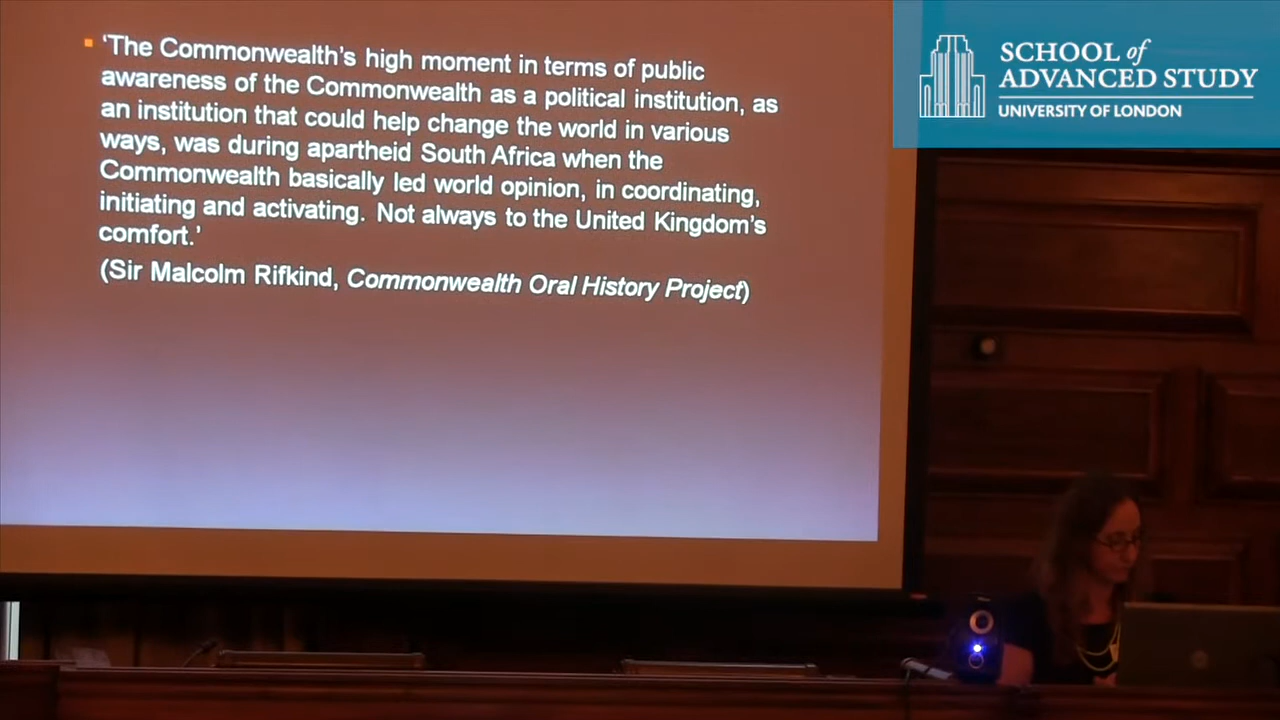 ‘The Commonwealth’s high moment in terms of public
awareness of the Commonwealth as a political institution, as
an institution that could help change the world in various
ways, was during apartheid South Africa when the
Commonwealth basically led world opinion, in coordinating,
initiating and activating. Not always to the United Kingdom’s
comfort.’
(Sir Malcolm Rifkind, Commonwealth Oral History Project)
SCHOOL of
ADVANCED STUDY
UNIVERSITY OF LONDON